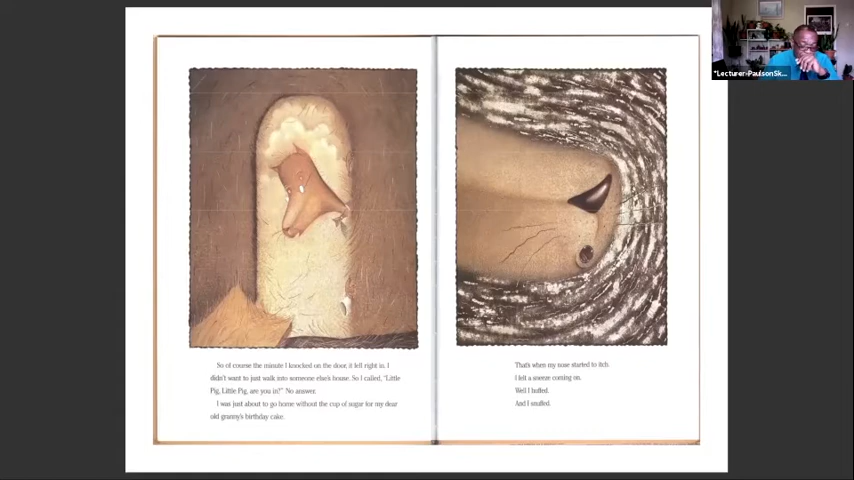 *Lecturer-PaulsonSk...
So of course the minute I knocked on the door, it fell right in. I
didn't want to just walk into someone else's house. So I called, "Little
Pig, Little Pig, are you in?" No answer.
I was just about to go home without the cup of sugar for my dear
old granny's birthday cake.
That's when my nose started to itch.
I felt a sneeze coming on.
Well I huffed.
And I snuffed.